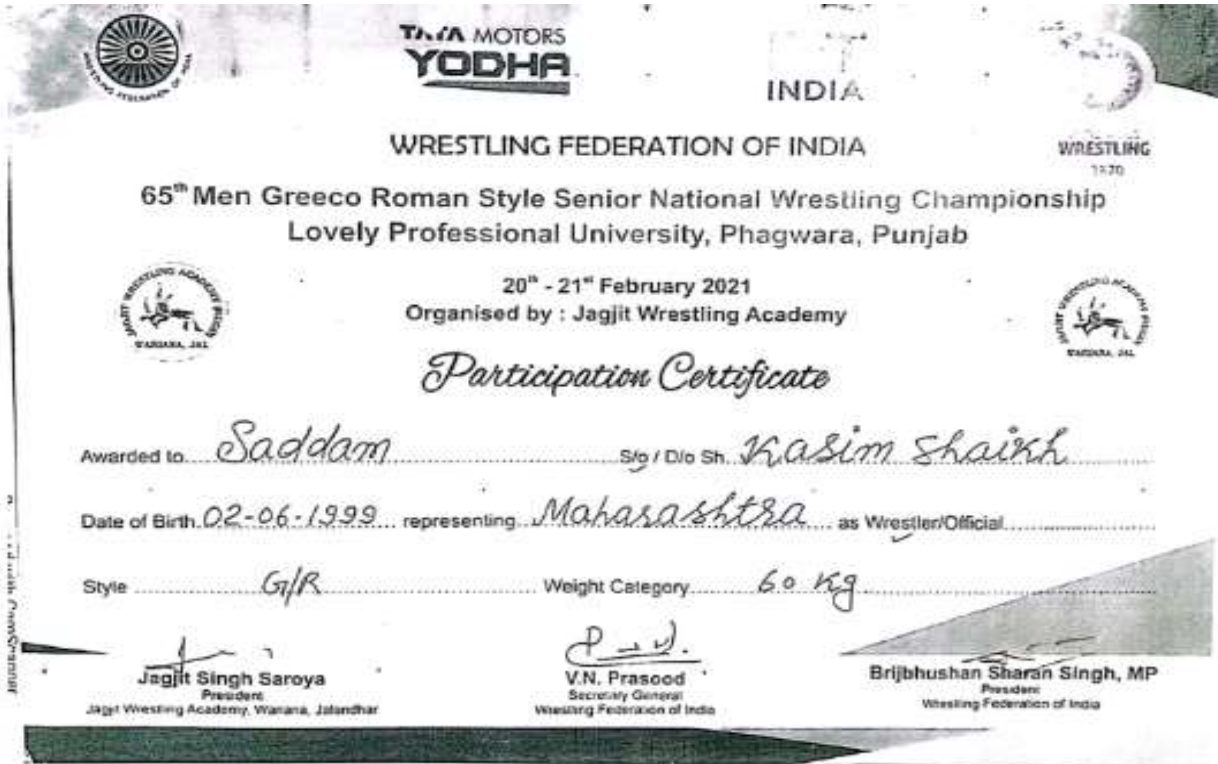 TATA MOTORS
YODHA
INDIA
WRESTLING FEDERATION OF INDIA
WRESTLING
65th Men Greeco Roman Style Senior National Wrestling Championship
Lovely Professional University, Phagwara, Punjab
20th - 21st February 2021
Organised by : Jagjit Wrestling Academy
Participation Certificate
Awarded to Saddam S/o / D/o Sh. Kasim Shaikh
Date of Birth 02-06-1999 representing Maharashtra as Wrestler/Official
Style G/R Weight Category 60 Kg
Jagjit Singh Saroya
President
Jagjit Wrestling Academy, Wariana, Jalandhar
V.N. Prasood
Secretary General
Wrestling Federation of India
Brijbhushan Sharan Singh, MP
President
Wrestling Federation of India